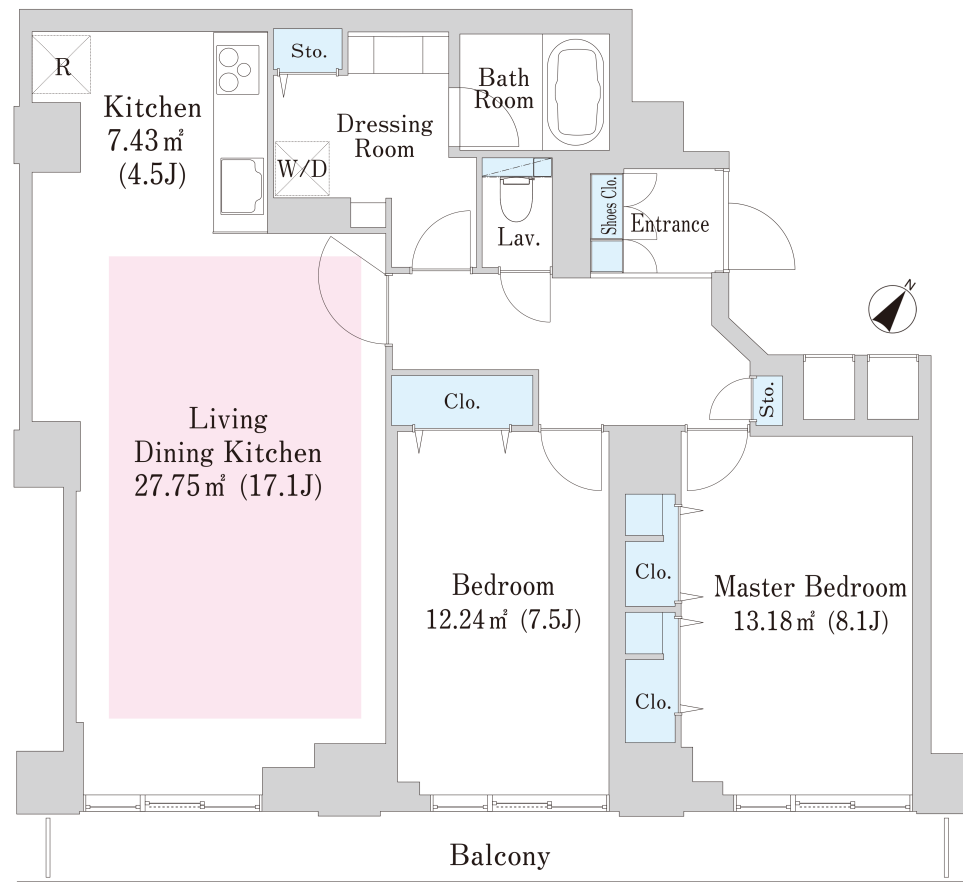 R
Kitchen
7.43㎡
(4.5J)
Sto.
Dressing
Room
W/D
Bath
Room
Lav.
Shoes Clo.
Entrance
N
Living
Dining Kitchen
27.75㎡ (17.1J)
Clo.
Sto.
Bedroom
12.24㎡ (7.5J)
Clo.
Clo.
Master Bedroom
13.18㎡ (8.1J)
Balcony